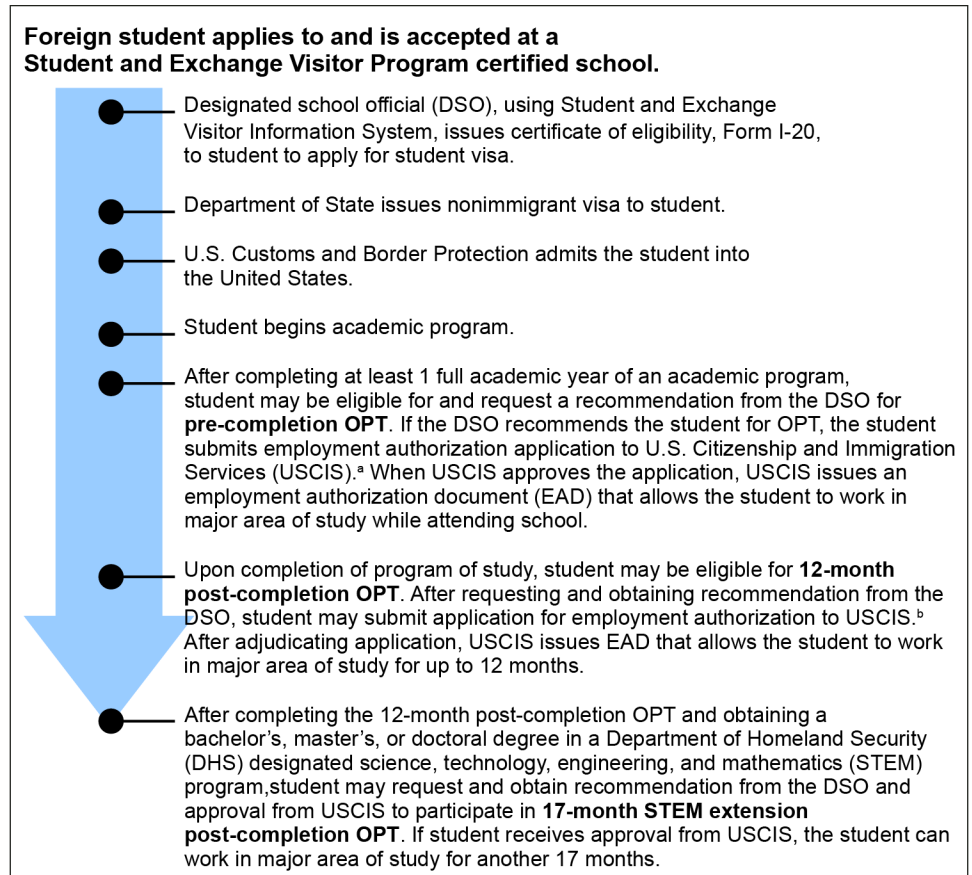 Foreign student applies to and is accepted at a
Student and Exchange Visitor Program certified school.
Designated school official (DSO), using Student and Exchange
Visitor Information System, issues certificate of eligibility, Form I-20,
to student to apply for student visa.
Department of State issues nonimmigrant visa to student.
U.S. Customs and Border Protection admits the student into
the United States.
Student begins academic program.
After completing at least 1 full academic year of an academic program,
student may be eligible for and request a recommendation from the DSO for
pre-completion OPT. If the DSO recommends the student for OPT, the student
submits employment authorization application to U.S. Citizenship and Immigration
Services (USCIS).ᵃ When USCIS approves the application, USCIS issues an
employment authorization document (EAD) that allows the student to work in
major area of study while attending school.
Upon completion of program of study, student may be eligible for 12-month
post-completion OPT. After requesting and obtaining recommendation from the
DSO, student may submit application for employment authorization to USCIS.ᵇ
After adjudicating application, USCIS issues EAD that allows the student to work
in major area of study for up to 12 months.
After completing the 12-month post-completion OPT and obtaining a
bachelor's, master's, or doctoral degree in a Department of Homeland Security
(DHS) designated science, technology, engineering, and mathematics (STEM)
program,student may request and obtain recommendation from the DSO and
approval from USCIS to participate in 17-month STEM extension
post-completion OPT. If student receives approval from USCIS, the student can
work in major area of study for another 17 months.